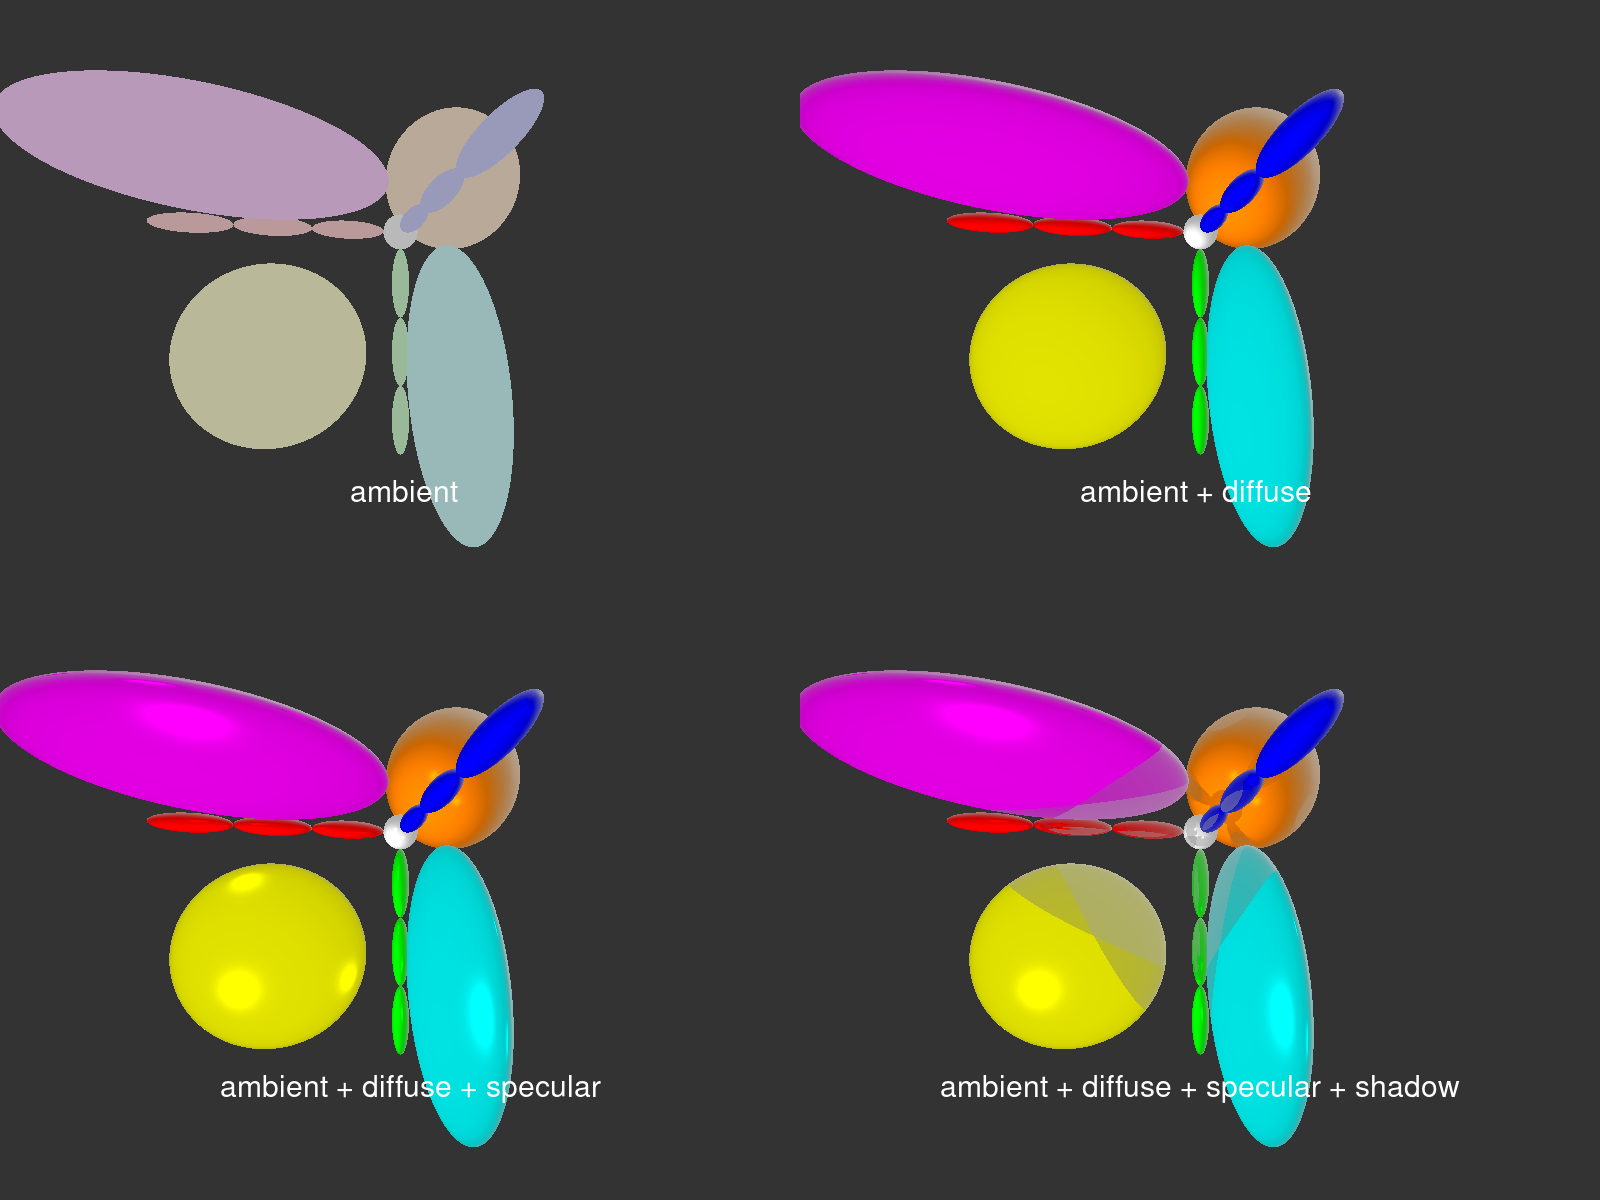 ambient
ambient + diffuse
ambient + diffuse + specular
ambient + diffuse + specular + shadow